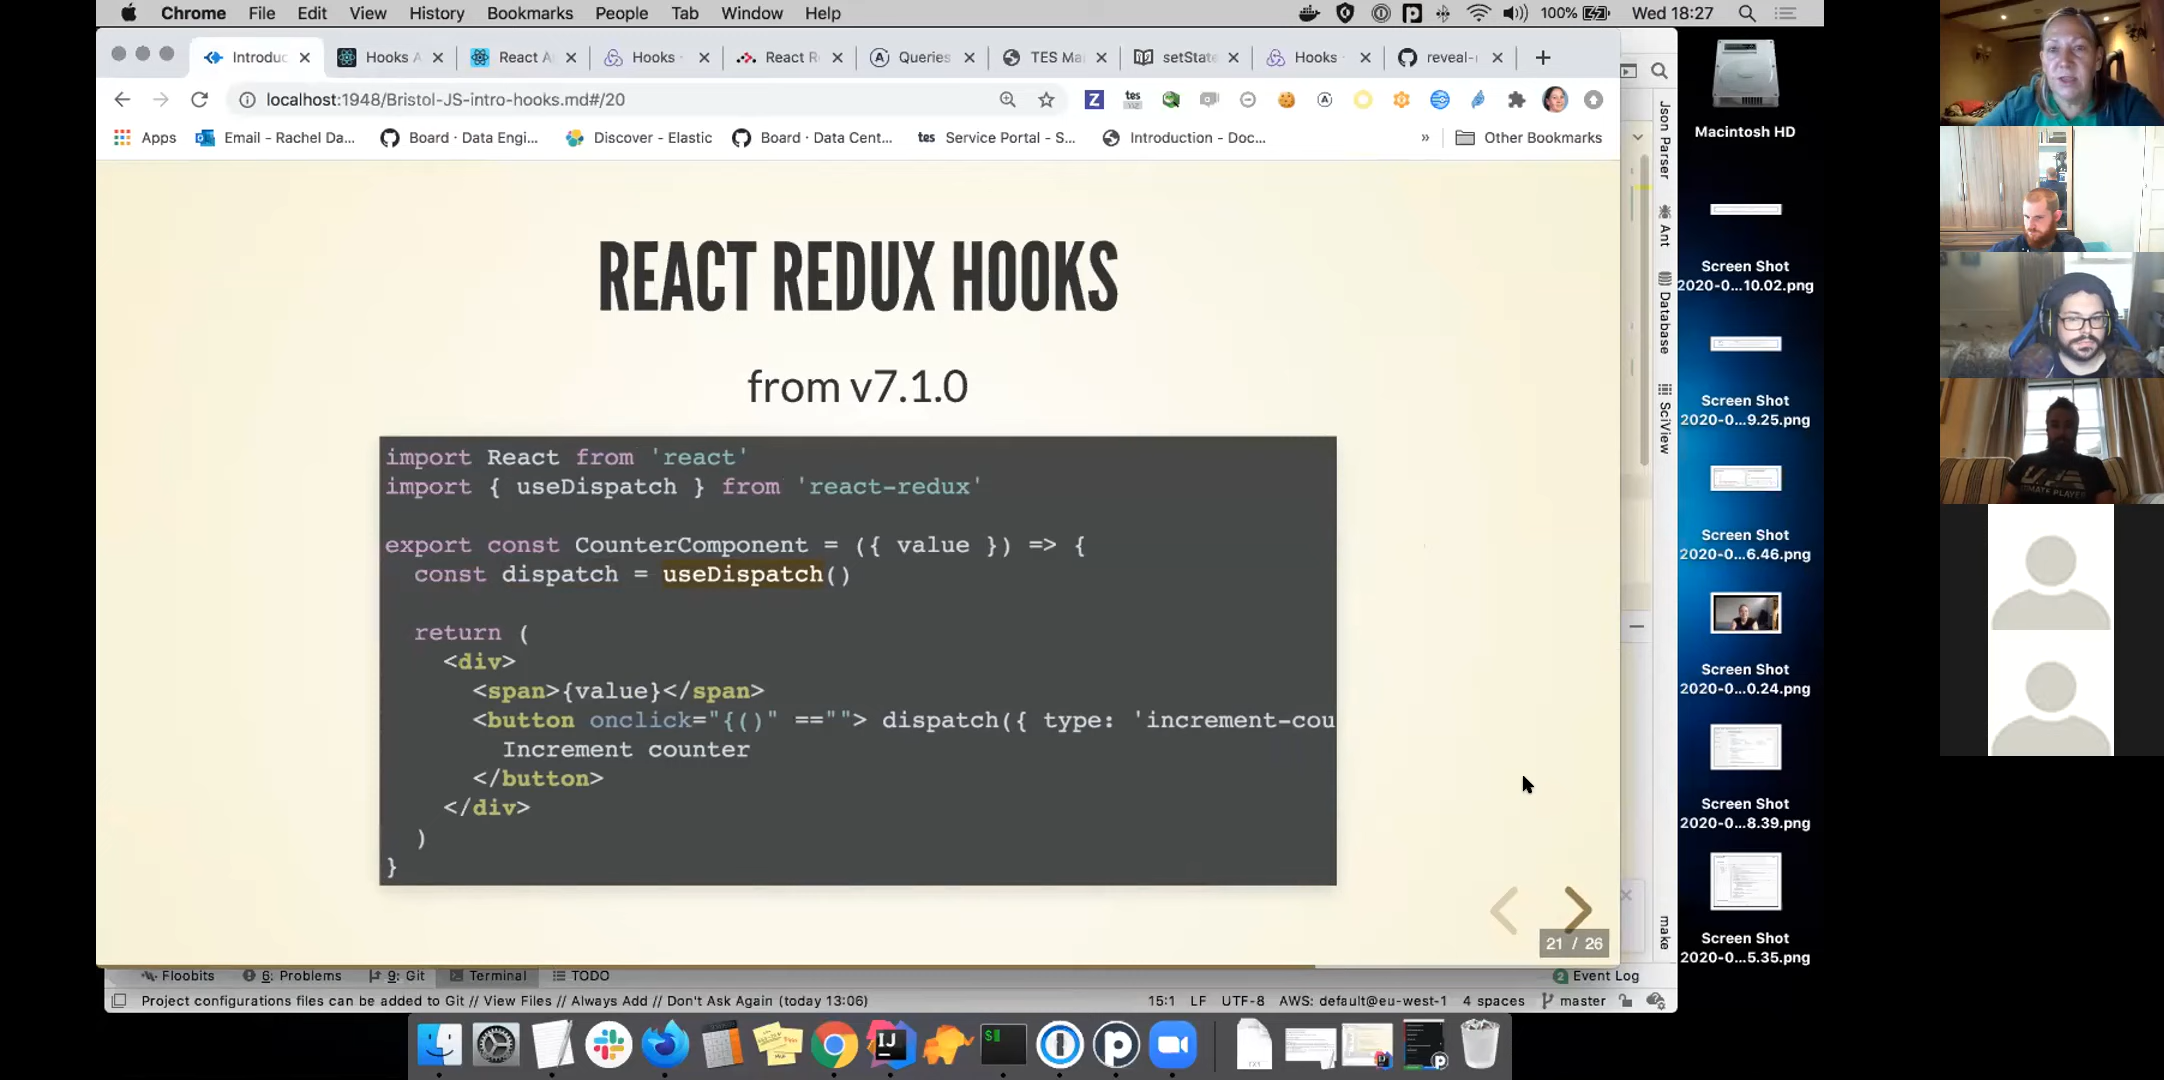 Chrome File Edit View History Bookmarks People Tab Window Help 100% Wed 18:27
Introduc Hooks A React A Hooks React R Queries TES Ma setState Hooks reveal-
localhost:1948/Bristol-JS-intro-hooks.md#/20
Apps Email - Rachel Da... Board · Data Engi... Discover - Elastic Board · Data Cent... tes Service Portal - S... Introduction - Doc... » Other Bookmarks
REACT REDUX HOOKS
from v7.1.0
import React from 'react'
import { useDispatch } from 'react-redux'
export const CounterComponent = ({ value }) => {
const dispatch = useDispatch()
return (
<div>
<span>{value}</span>
<button onclick="{()" ==""> dispatch({ type: 'increment-cou
Increment counter
</button>
</div>
)
}
21 / 26
Json Parser
Ant
Database
SciView
make
Macintosh HD
Screen Shot
2020-0...10.02.png
Screen Shot
2020-0...9.25.png
Screen Shot
2020-0...6.46.png
Screen Shot
2020-0...0.24.png
Screen Shot
2020-0...8.39.png
Screen Shot
2020-0...5.35.png
Floobits 6: Problems 9: Git Terminal TODO 2 Event Log
Project configurations files can be added to Git // View Files // Always Add // Don't Ask Again (today 13:06) 15:1 LF UTF-8 AWS: default@eu-west-1 4 spaces master